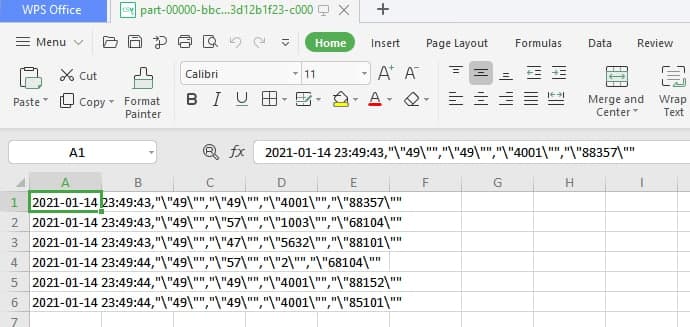 WPS Office part-00000-bbc...3d12b1f23-c000
Menu Home Insert Page Layout Formulas Data
Cut Calibri 11 A+ A-
Paste Copy Format Painter B I U A Merge and Center Wrap Text
A1 fx 2021-01-14 23:49:43,"\"49\"","\"49\"","\"4001\"","\"88357\""
A B C D E F G H I
1 2021-01-14 23:49:43,"\"49\"","\"49\"","\"4001\"","\"88357\""
2 2021-01-14 23:49:43,"\"49\"","\"57\"","\"1003\"","\"68104\""
3 2021-01-14 23:49:43,"\"49\"","\"47\"","\"5632\"","\"88101\""
4 2021-01-14 23:49:44,"\"49\"","\"57\"","\"2\"","\"68104\""
5 2021-01-14 23:49:44,"\"49\"","\"49\"","\"4001\"","\"88152\""
6 2021-01-14 23:49:44,"\"49\"","\"49\"","\"4001\"","\"85101\""
7